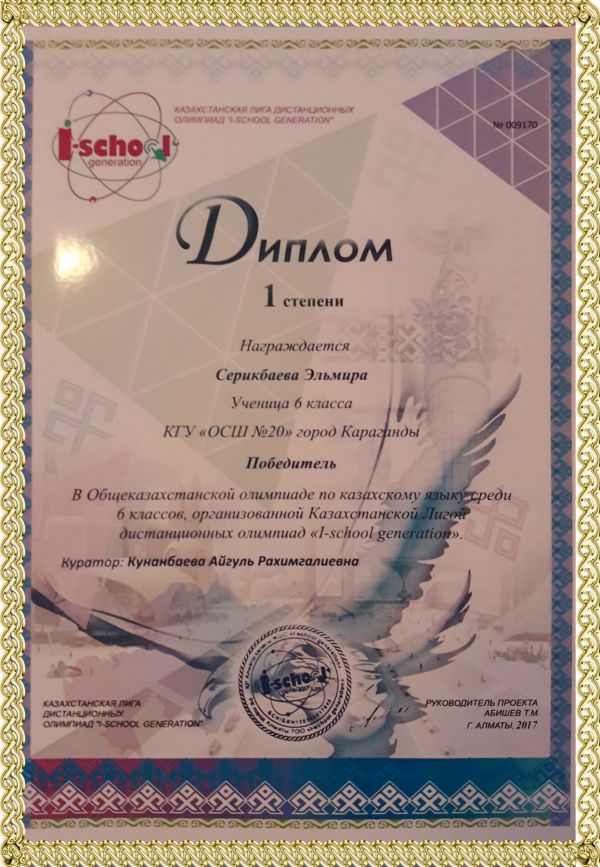 i-school
generation
КАЗАХСТАНСКАЯ ЛИГА ДИСТАНЦИОННЫХ
ОЛИМПИАД "I-SCHOOL GENERATION"
№ 009170
Диплом
1 степени
Награждается
Серикбаева Эльмира
Ученица 6 класса
КГУ «ОСШ №20» город Караганды
Победитель
В Общеказахстанской олимпиаде по казахскому языку среди
6 классов, организованной Казахстанской Лигой
дистанционных олимпиад «I-school generation».
Куратор: Кунанбаева Айгуль Рахимгалиевна
i-school
generation
КАЗАХСТАНСКАЯ ЛИГА
ДИСТАНЦИОННЫХ
ОЛИМПИАД "I-SCHOOL GENERATION"
РУКОВОДИТЕЛЬ ПРОЕКТА
АБИШЕВ Т.М.
Г. АЛМАТЫ, 2017